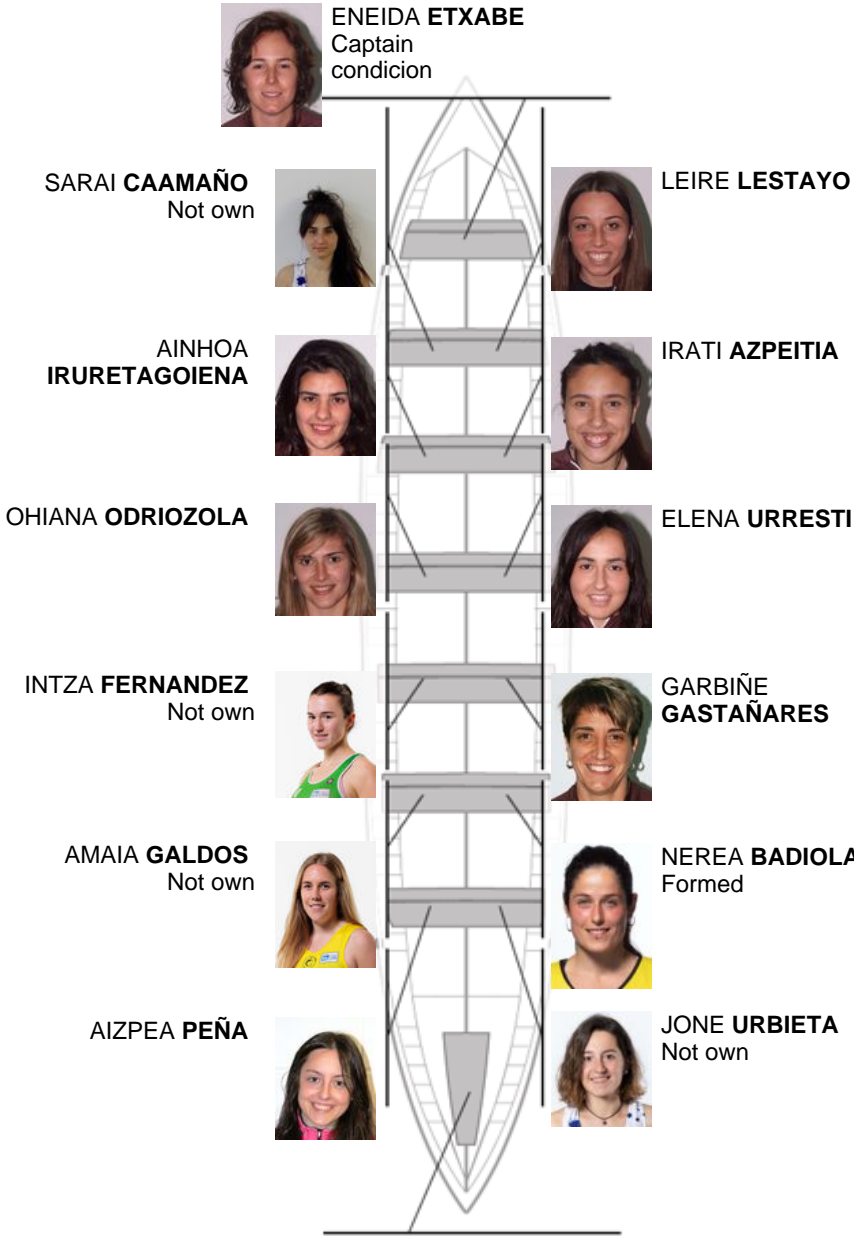 ENEIDA ETXABE
Captain
condicion
SARAI CAAMAÑO
Not own
LEIRE LESTAYO
AINHOA
IRURETAGOIENA
IRATI AZPEITIA
OHIANA ODRIOZOLA
ELENA URRESTI
INTZA FERNANDEZ
Not own
GARBIÑE
GASTAÑARES
AMAIA GALDOS
Not own
NEREA BADIOLA
Formed
AIZPEA PEÑA
JONE URBIETA
Not own